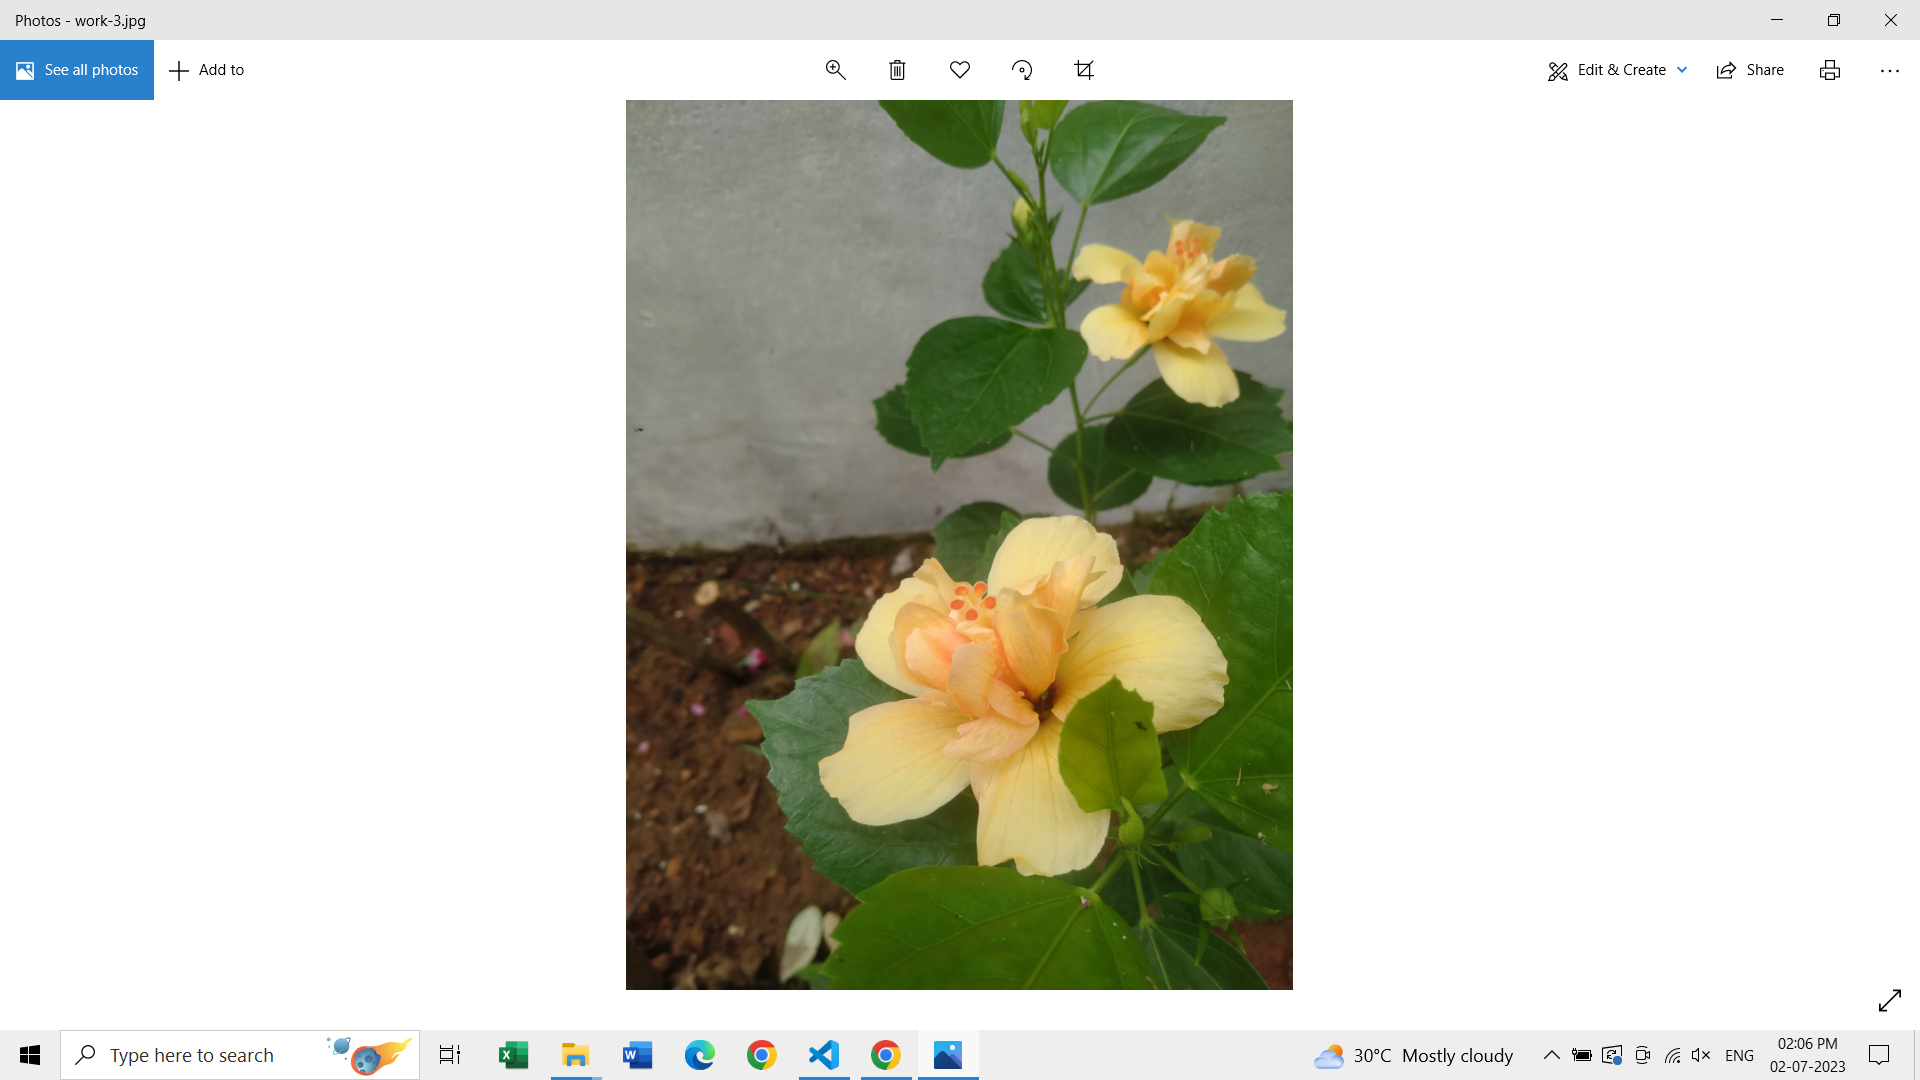 Photos - work-3.jpg
See all photos
Add to
Edit & Create
Share
Type here to search
30°C Mostly cloudy
ENG
02:06 PM
02-07-2023